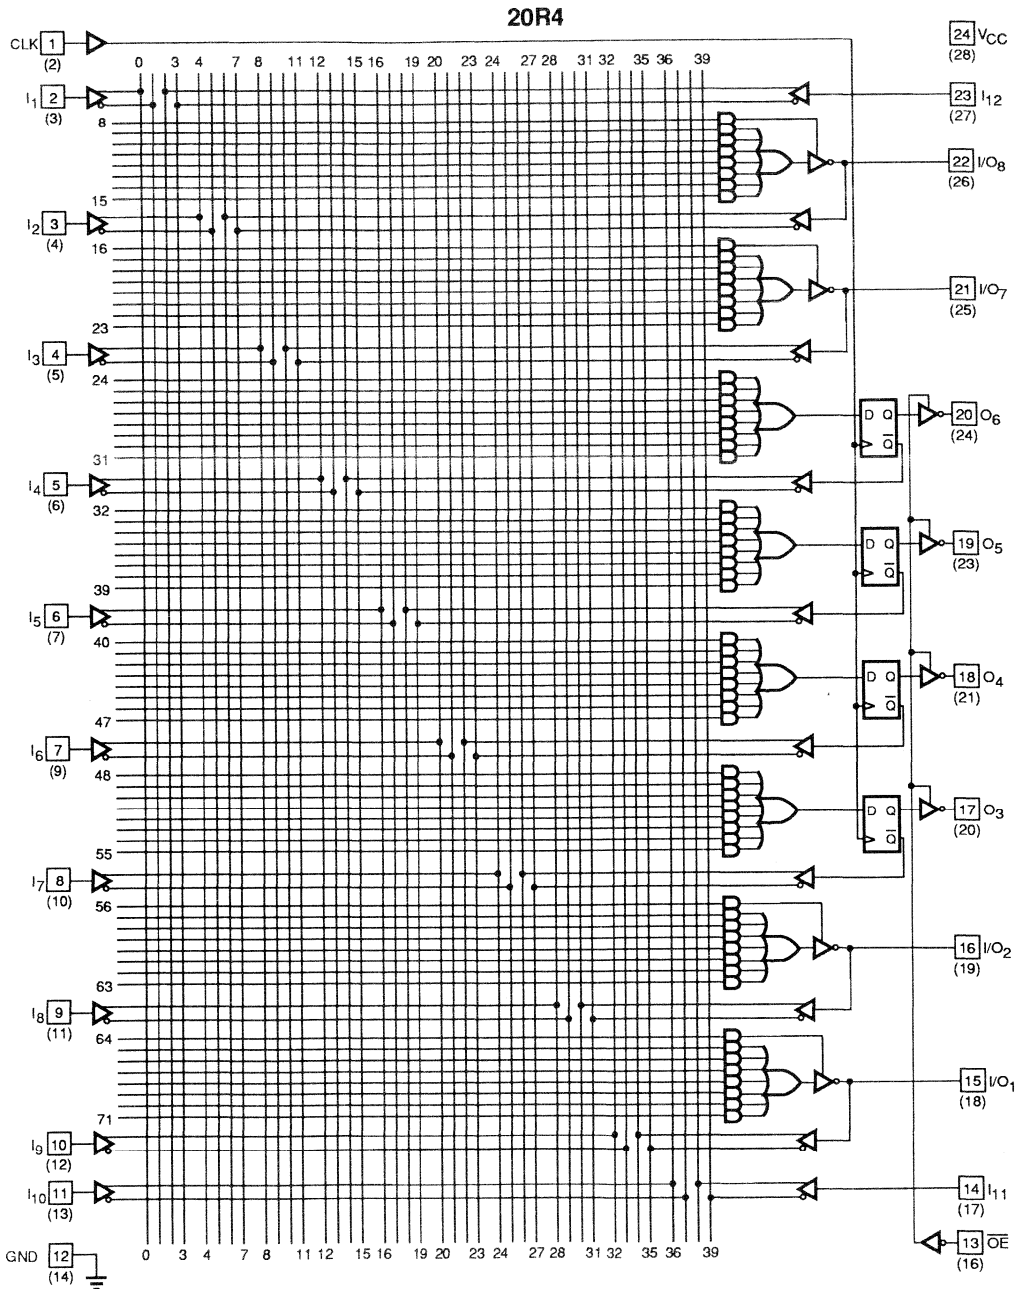 20R4
CLK 1
(2)
24 VCC
(28)
0 3 4 7 8 11 12 15 16 19 20 23 24 27 28 31 32 35 36 39
I1 2
(3)
23 I12
(27)
8
22 I/O8
(26)
15
I2 3
(4)
16
21 I/O7
(25)
23
I3 4
(5)
24
D Q
Q̅
20 O6
(24)
31
I4 5
(6)
32
D Q
Q̅
19 O5
(23)
39
I5 6
(7)
40
D Q
Q̅
18 O4
(21)
47
I6 7
(9)
48
D Q
Q̅
17 O3
(20)
55
I7 8
(10)
56
16 I/O2
(19)
63
I8 9
(11)
64
15 I/O1
(18)
71
I9 10
(12)
I10 11
(13)
14 I11
(17)
0 3 4 7 8 11 12 15 16 19 20 23 24 27 28 31 32 35 36 39
GND 12
(14)
13 O̅E̅
(16)